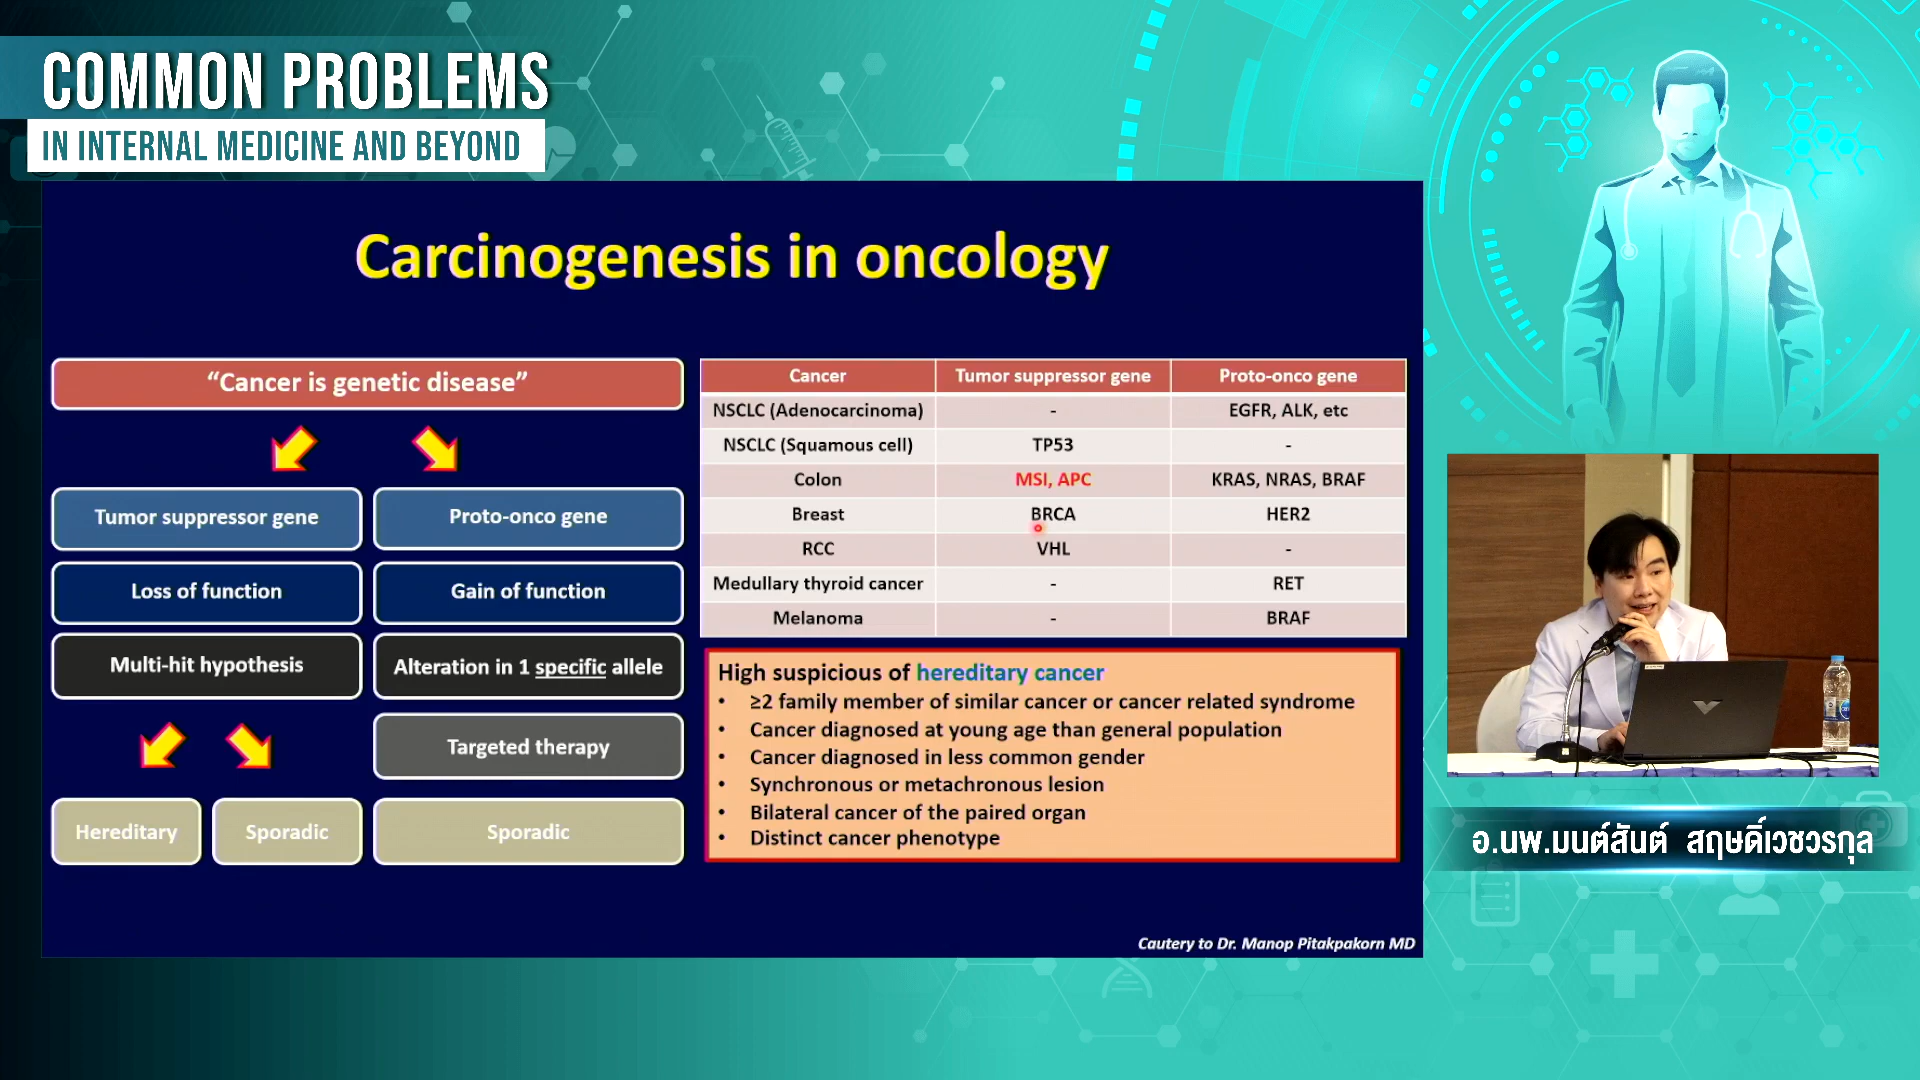 COMMON PROBLEMS
IN INTERNAL MEDICINE AND BEYOND
Carcinogenesis in oncology
“Cancer is genetic disease”
Tumor suppressor gene
Proto-onco gene
Loss of function
Gain of function
Multi-hit hypothesis
Alteration in 1 specific allele
Targeted therapy
Hereditary
Sporadic
Sporadic
Cancer Tumor suppressor gene Proto-onco gene
NSCLC (Adenocarcinoma) - EGFR, ALK, etc
NSCLC (Squamous cell) TP53 -
Colon MSI, APC KRAS, NRAS, BRAF
Breast BRCA HER2
RCC VHL -
Medullary thyroid cancer - RET
Melanoma - BRAF
High suspicious of hereditary cancer
• ≥2 family member of similar cancer or cancer related syndrome
• Cancer diagnosed at young age than general population
• Cancer diagnosed in less common gender
• Synchronous or metachronous lesion
• Bilateral cancer of the paired organ
• Distinct cancer phenotype
Cautery to Dr. Manop Pitakpakorn MD
อ.นพ.มนต์สันต์ สฤษดิ์เวชวรกุล